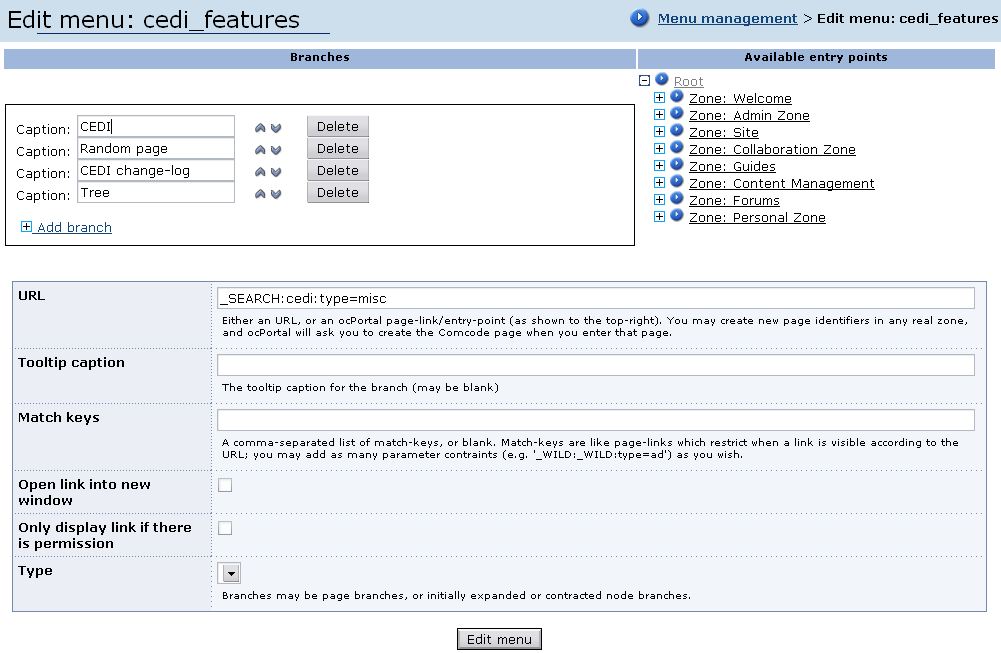 Edit menu: cedi_features
Menu management > Edit menu: cedi_features
Branches
Available entry points
Root
Zone: Welcome
Zone: Admin Zone
Zone: Site
Zone: Collaboration Zone
Zone: Guides
Zone: Content Management
Zone: Forums
Zone: Personal Zone
Caption: CEDI Delete
Caption: Random page Delete
Caption: CEDI change-log Delete
Caption: Tree Delete
Add branch
URL
_SEARCH:cedi:type=misc
Either an URL, or an ocPortal page-link/entry-point (as shown to the top-right). You may create new page identifiers in any real zone,
and ocPortal will ask you to create the Comcode page when you enter that page.
Tooltip caption
The tooltip caption for the branch (may be blank)
Match keys
A comma-separated list of match-keys, or blank. Match-keys are like page-links which restrict when a link is visible according to the
URL; you may add as many parameter contraints (e.g. '_WILD:_WILD:type=ad') as you wish.
Open link into new
window
Only display link if there
is permission
Type
Branches may be page branches, or initially expanded or contracted node branches.
Edit menu